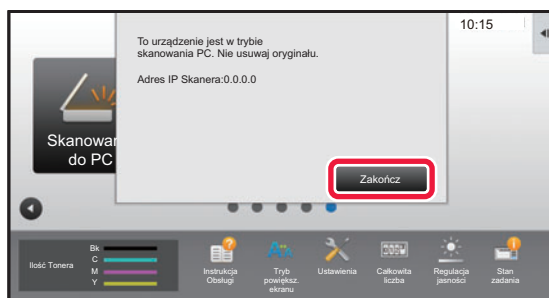 10:15
To urządzenie jest w trybie
skanowania PC. Nie usuwaj oryginału.
Adres IP Skanera:0.0.0.0
Skanowan
do PC
Zakończ
Ilość Tonera
Bk
C
M
Y
Instrukcja
Obsługi
Tryb
powiększ.
ekranu
Ustawienia
Całkowita
liczba
Regulacja
jasności
Stan
zadania